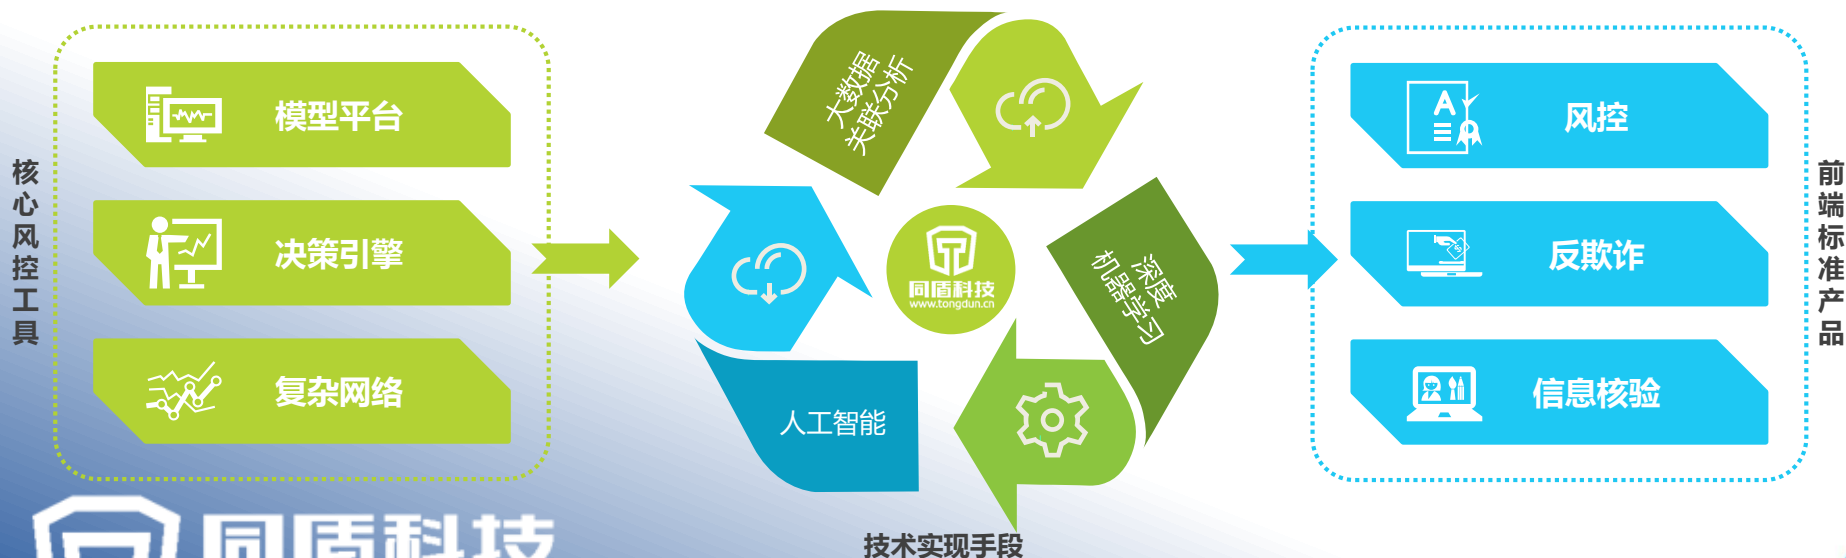 核心风控工具
模型平台
决策引擎
复杂网络
大数据
关联分析
深度
机器学习
人工智能
同盾科技
www.tongdun.cn
技术实现手段
风控
反欺诈
信息核验
前端标准产品
同盾科技